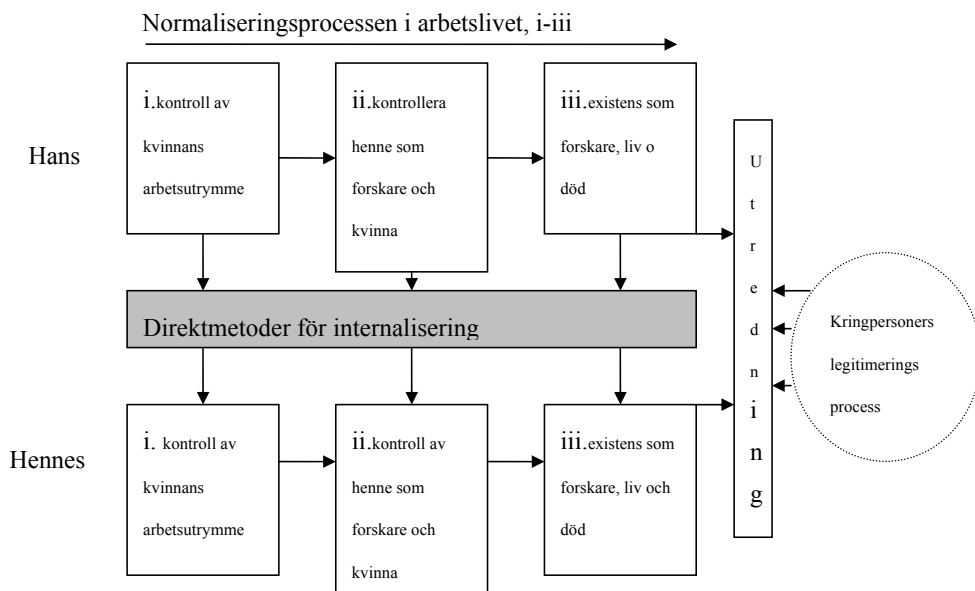 Normaliseringsprocessen i arbetslivet, i-iii
Hans
i.kontroll av
kvinnans
arbetsutrymme
ii.kontrollera
henne som
forskare och
kvinna
iii.existens som
forskare, liv o
död
Direktmetoder för internalisering
Hennes
i. kontroll av
kvinnans
arbetsutrymme
ii.kontroll av
henne som
forskare och
kvinna
iii.existens som
forskare, liv och
död
U
t
r
e
d
n
i
n
g
Kringpersoners
legitimerings
process